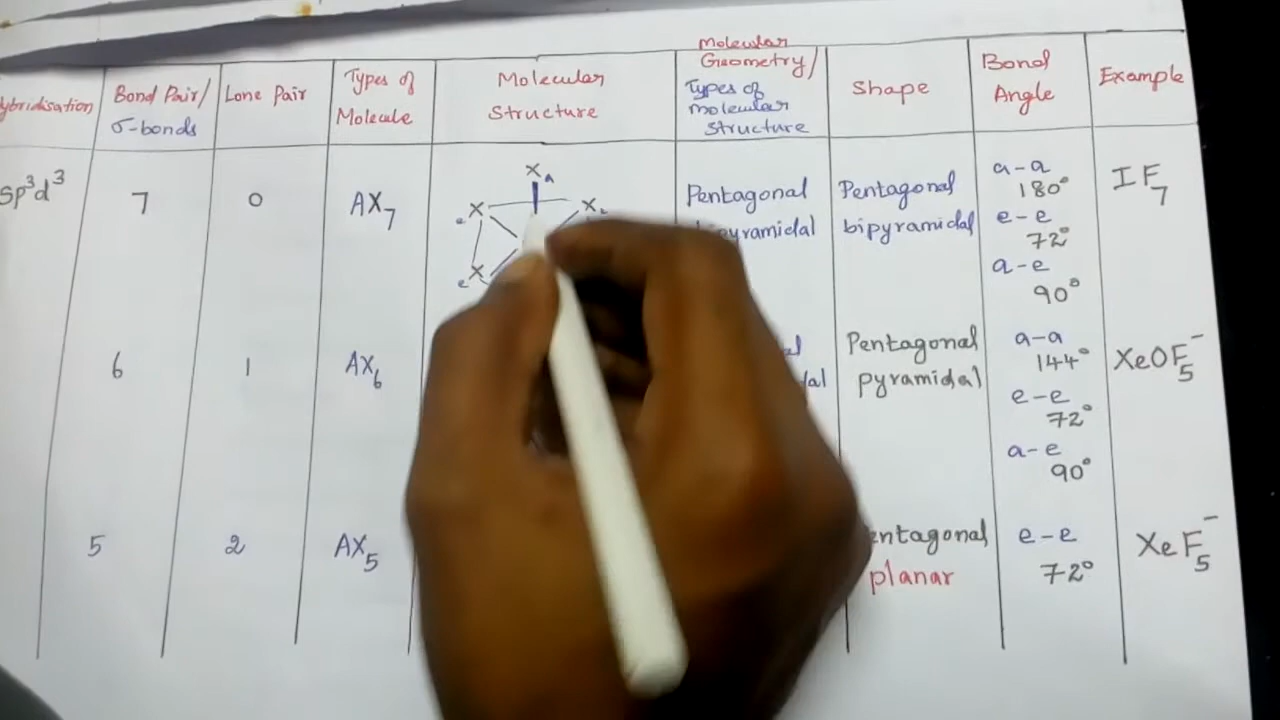 ybridisation
Bond Pair/
σ-bonds
Lone Pair
Types of
Molecule
Molecular
Structure
Molecular
Geometry/
Types of
molecular
structure
Shape
Bond
Angle
Example
Sp³d³
7
0
AX₇
X a
e X
X e
e X
Pentagonal
bipyramidal
Pentagonal
bipyramidal
a-a
180°
e-e
72°
a-e
90°
IF₇
6
1
AX₆
Pentagonal
pyramidal
a-a
144°
e-e
72°
a-e
90°
XeOF₅⁻
5
2
AX₅
entagonal
planar
e-e
72°
XeF₅⁻